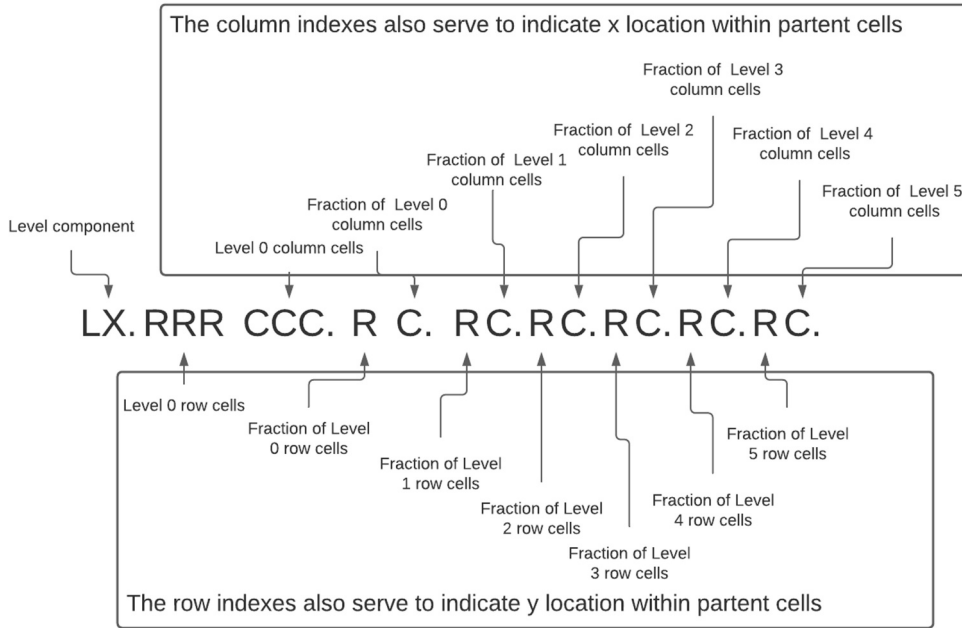 The column indexes also serve to indicate x location within partent cells
Fraction of Level 3
column cells
Fraction of Level 2
column cells
Fraction of Level 4
column cells
Fraction of Level 1
column cells
Fraction of Level 5
column cells
Fraction of Level 0
column cells
Level component
Level 0 column cells
LX. RRR CCC. R C. RC. RC. RC. RC. RC.
Level 0 row cells
Fraction of Level
0 row cells
Fraction of Level
5 row cells
Fraction of Level
1 row cells
Fraction of Level
4 row cells
Fraction of Level
2 row cells
Fraction of Level
3 row cells
The row indexes also serve to indicate y location within partent cells